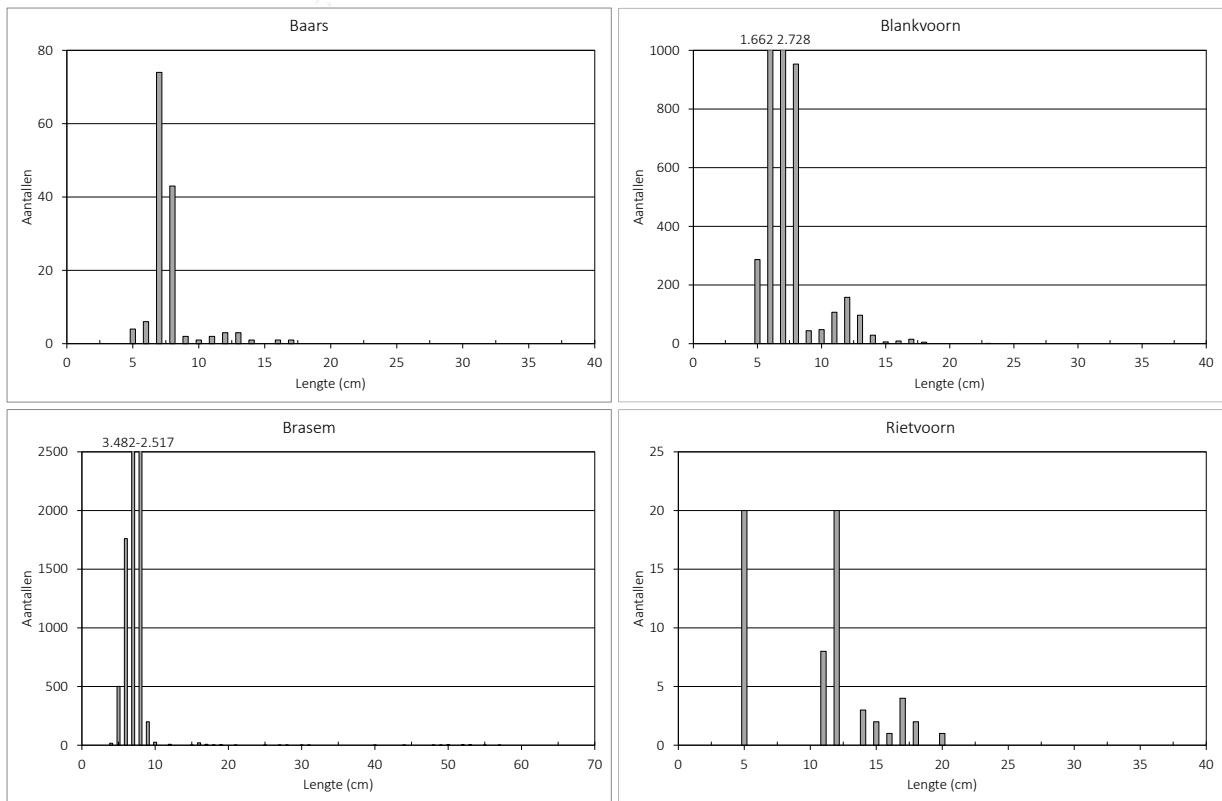 Baars
80
60
40
20
0
Aantallen
0 5 10 15 20 25 30 35 40
Lengte (cm)
Blankvoorn
1.662 2.728
1000
800
600
400
200
0
Aantallen
0 5 10 15 20 25 30 35 40
Lengte (cm)
Brasem
3.482-2.517
2500
2000
1500
1000
500
0
Aantallen
0 10 20 30 40 50 60 70
Lengte (cm)
Rietvoorn
25
20
15
10
5
0
Aantallen
0 5 10 15 20 25 30 35 40
Lengte (cm)